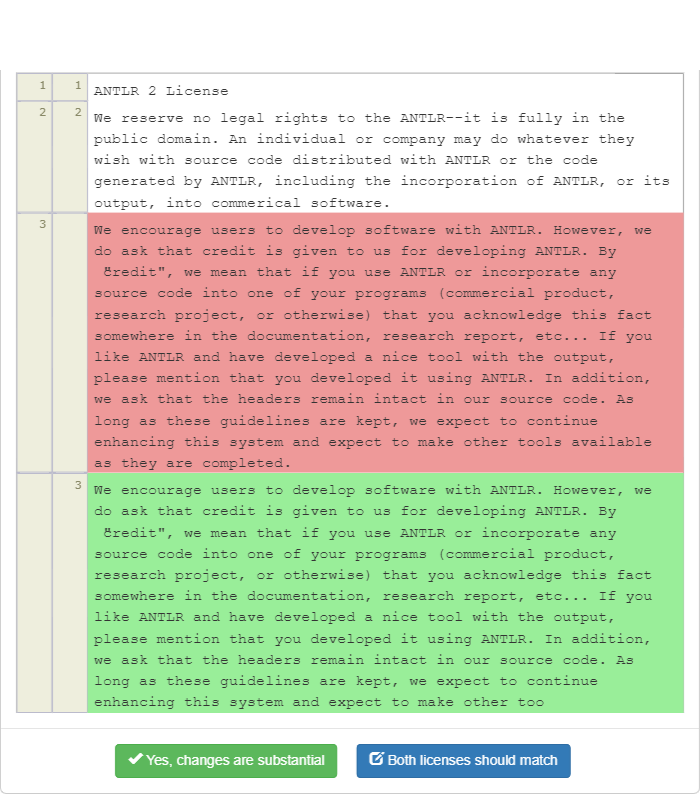 1 1 ANTLR 2 License
2 2 We reserve no legal rights to the ANTLR--it is fully in the
public domain. An individual or company may do whatever they
wish with source code distributed with ANTLR or the code
generated by ANTLR, including the incorporation of ANTLR, or its
output, into commerical software.
3 We encourage users to develop software with ANTLR. However, we
do ask that credit is given to us for developing ANTLR. By
redit", we mean that if you use ANTLR or incorporate any
source code into one of your programs (commercial product,
research project, or otherwise) that you acknowledge this fact
somewhere in the documentation, research report, etc... If you
like ANTLR and have developed a nice tool with the output,
please mention that you developed it using ANTLR. In addition,
we ask that the headers remain intact in our source code. As
long as these guidelines are kept, we expect to continue
enhancing this system and expect to make other tools available
as they are completed.
3 We encourage users to develop software with ANTLR. However, we
do ask that credit is given to us for developing ANTLR. By
redit", we mean that if you use ANTLR or incorporate any
source code into one of your programs (commercial product,
research project, or otherwise) that you acknowledge this fact
somewhere in the documentation, research report, etc... If you
like ANTLR and have developed a nice tool with the output,
please mention that you developed it using ANTLR. In addition,
we ask that the headers remain intact in our source code. As
long as these guidelines are kept, we expect to continue
enhancing this system and expect to make other too
Yes, changes are substantial Both licenses should match